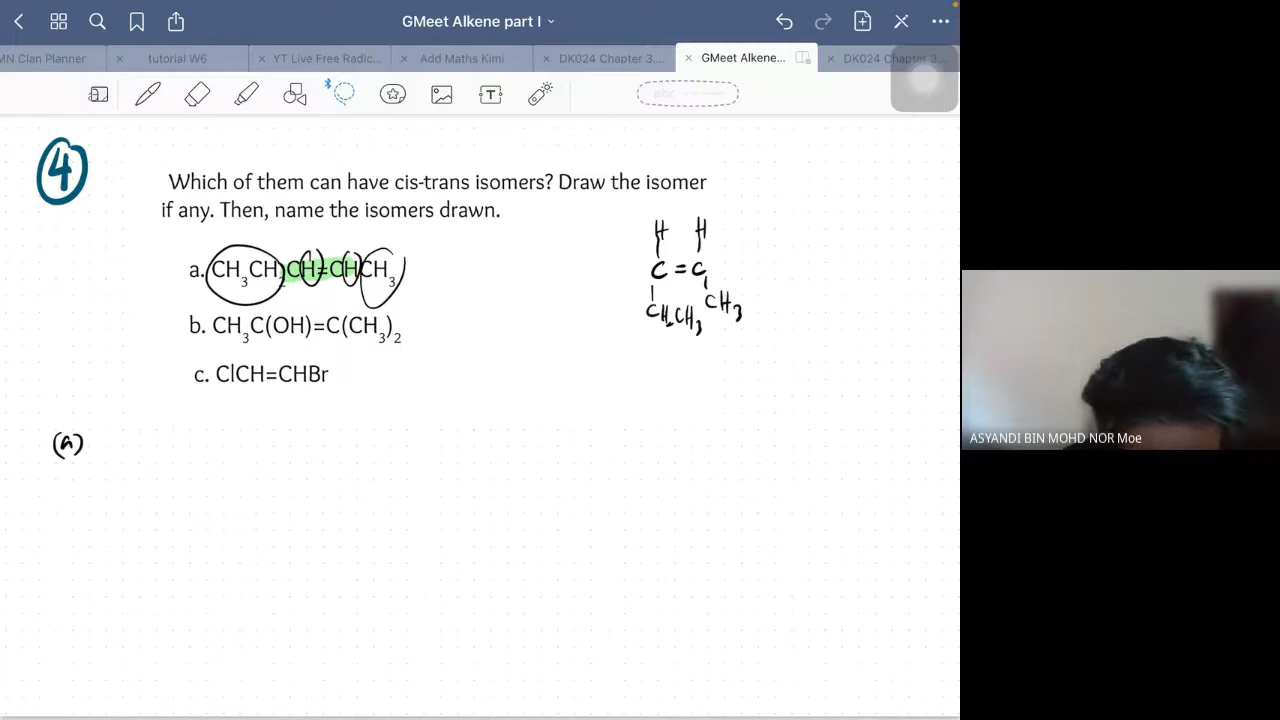 GMeet Alkene part I
MN Clan Planner
tutorial W6
YT Live Free Radic...
Add Maths Kimi
DK024 Chapter 3....
GMeet Alkene...
DK024 Chapter 3....
4
Which of them can have cis-trans isomers? Draw the isomer
if any. Then, name the isomers drawn.
a. CH₃CH₂CH=CHCH₃
b. CH₃C(OH)=C(CH₃)₂
c. ClCH=CHBr
H H
C = C
CH₂CH₃ CH₃
(a)
ASYANDI BIN MOHD NOR Moe